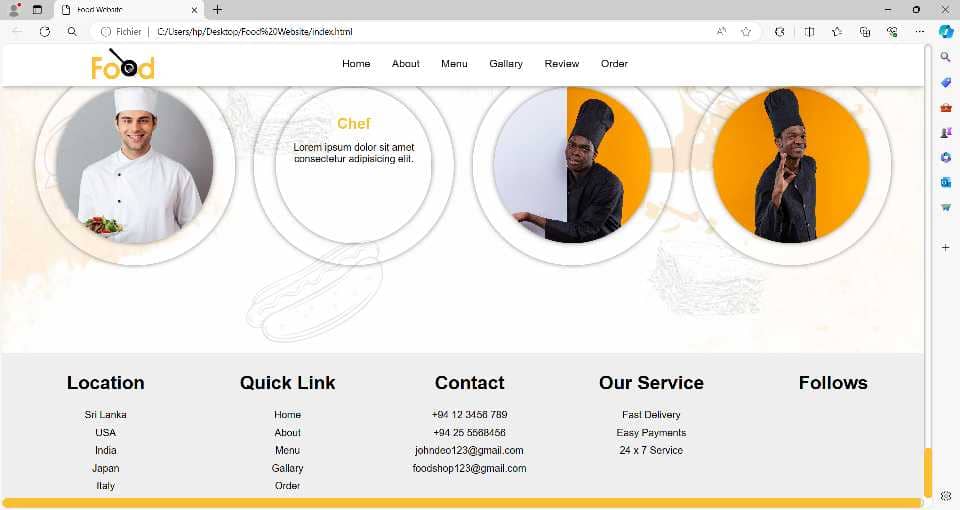 Food Website
Fichier | C:/Users/hp/Desktop/Food%20Website/index.html
Food
Home About Menu Gallary Review Order
Chef
Lorem ipsum dolor sit amet
consectetur adipisicing elit.
Location Quick Link Contact Our Service Follows
Sri Lanka Home +94 12 3456 789 Fast Delivery
USA About +94 25 5568456 Easy Payments
India Menu johndeo123@gmail.com 24 x 7 Service
Japan Gallary foodshop123@gmail.com
Italy Order